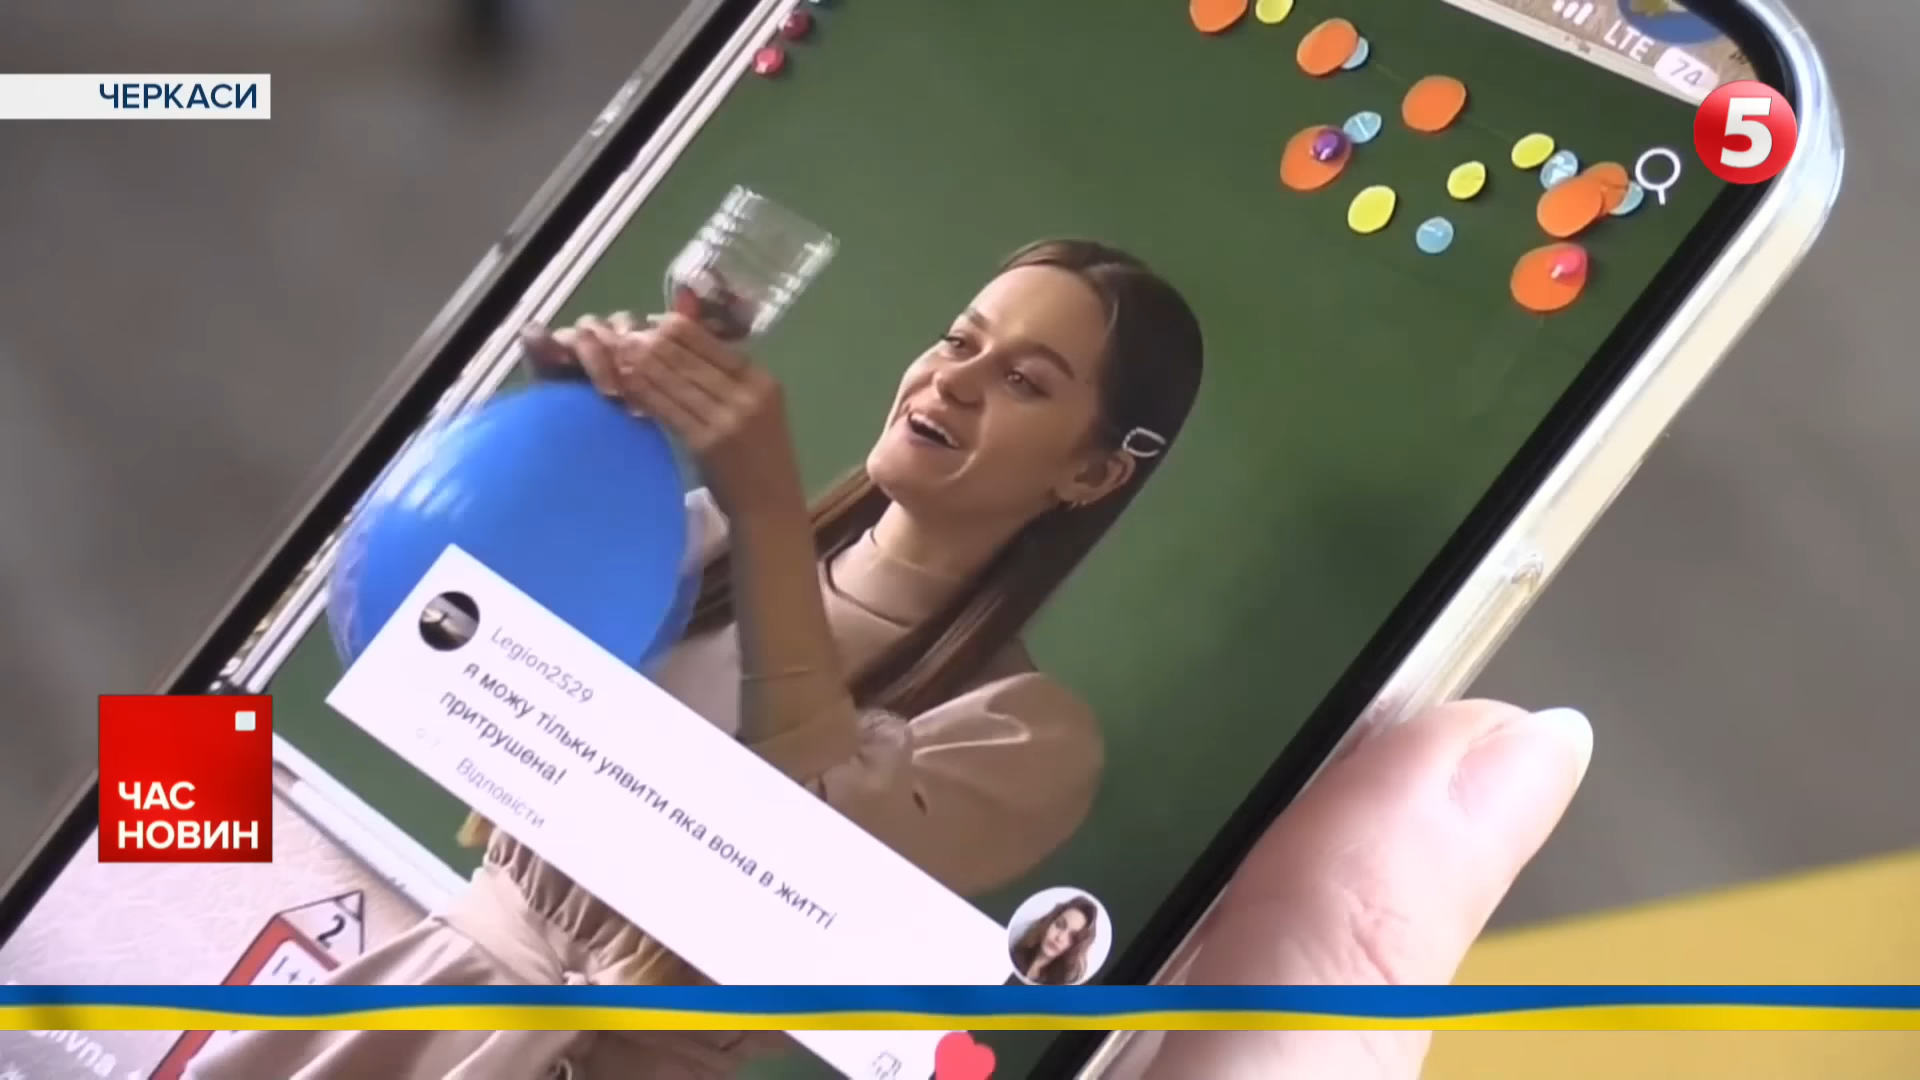 ЧЕРКАСИ
LTE 74
5
Legion2529
я можу тільки уявити яка вона в житті
притрушена!
Відповісти
ЧАС
НОВИН
2